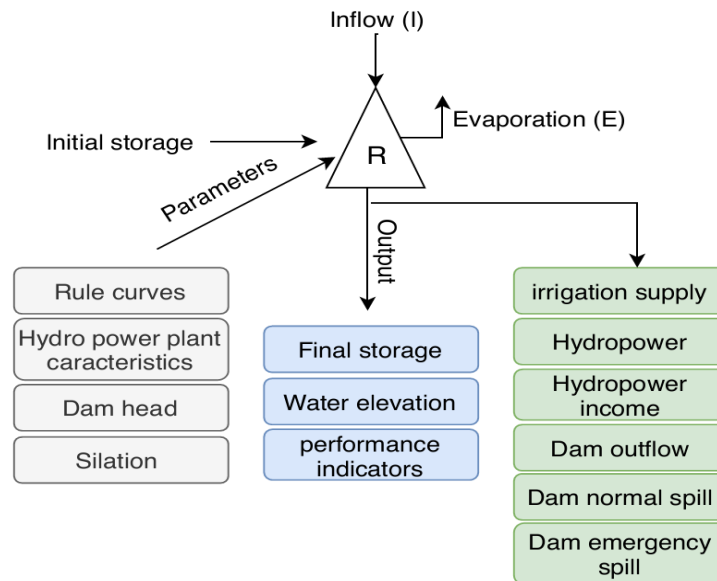 Inflow (I)
Evaporation (E)
Initial storage
R
Parameters
Output
Rule curves
Hydro power plant
caracteristics
Dam head
Silation
Final storage
Water elevation
performance
indicators
irrigation supply
Hydropower
Hydropower
income
Dam outflow
Dam normal spill
Dam emergency
spill